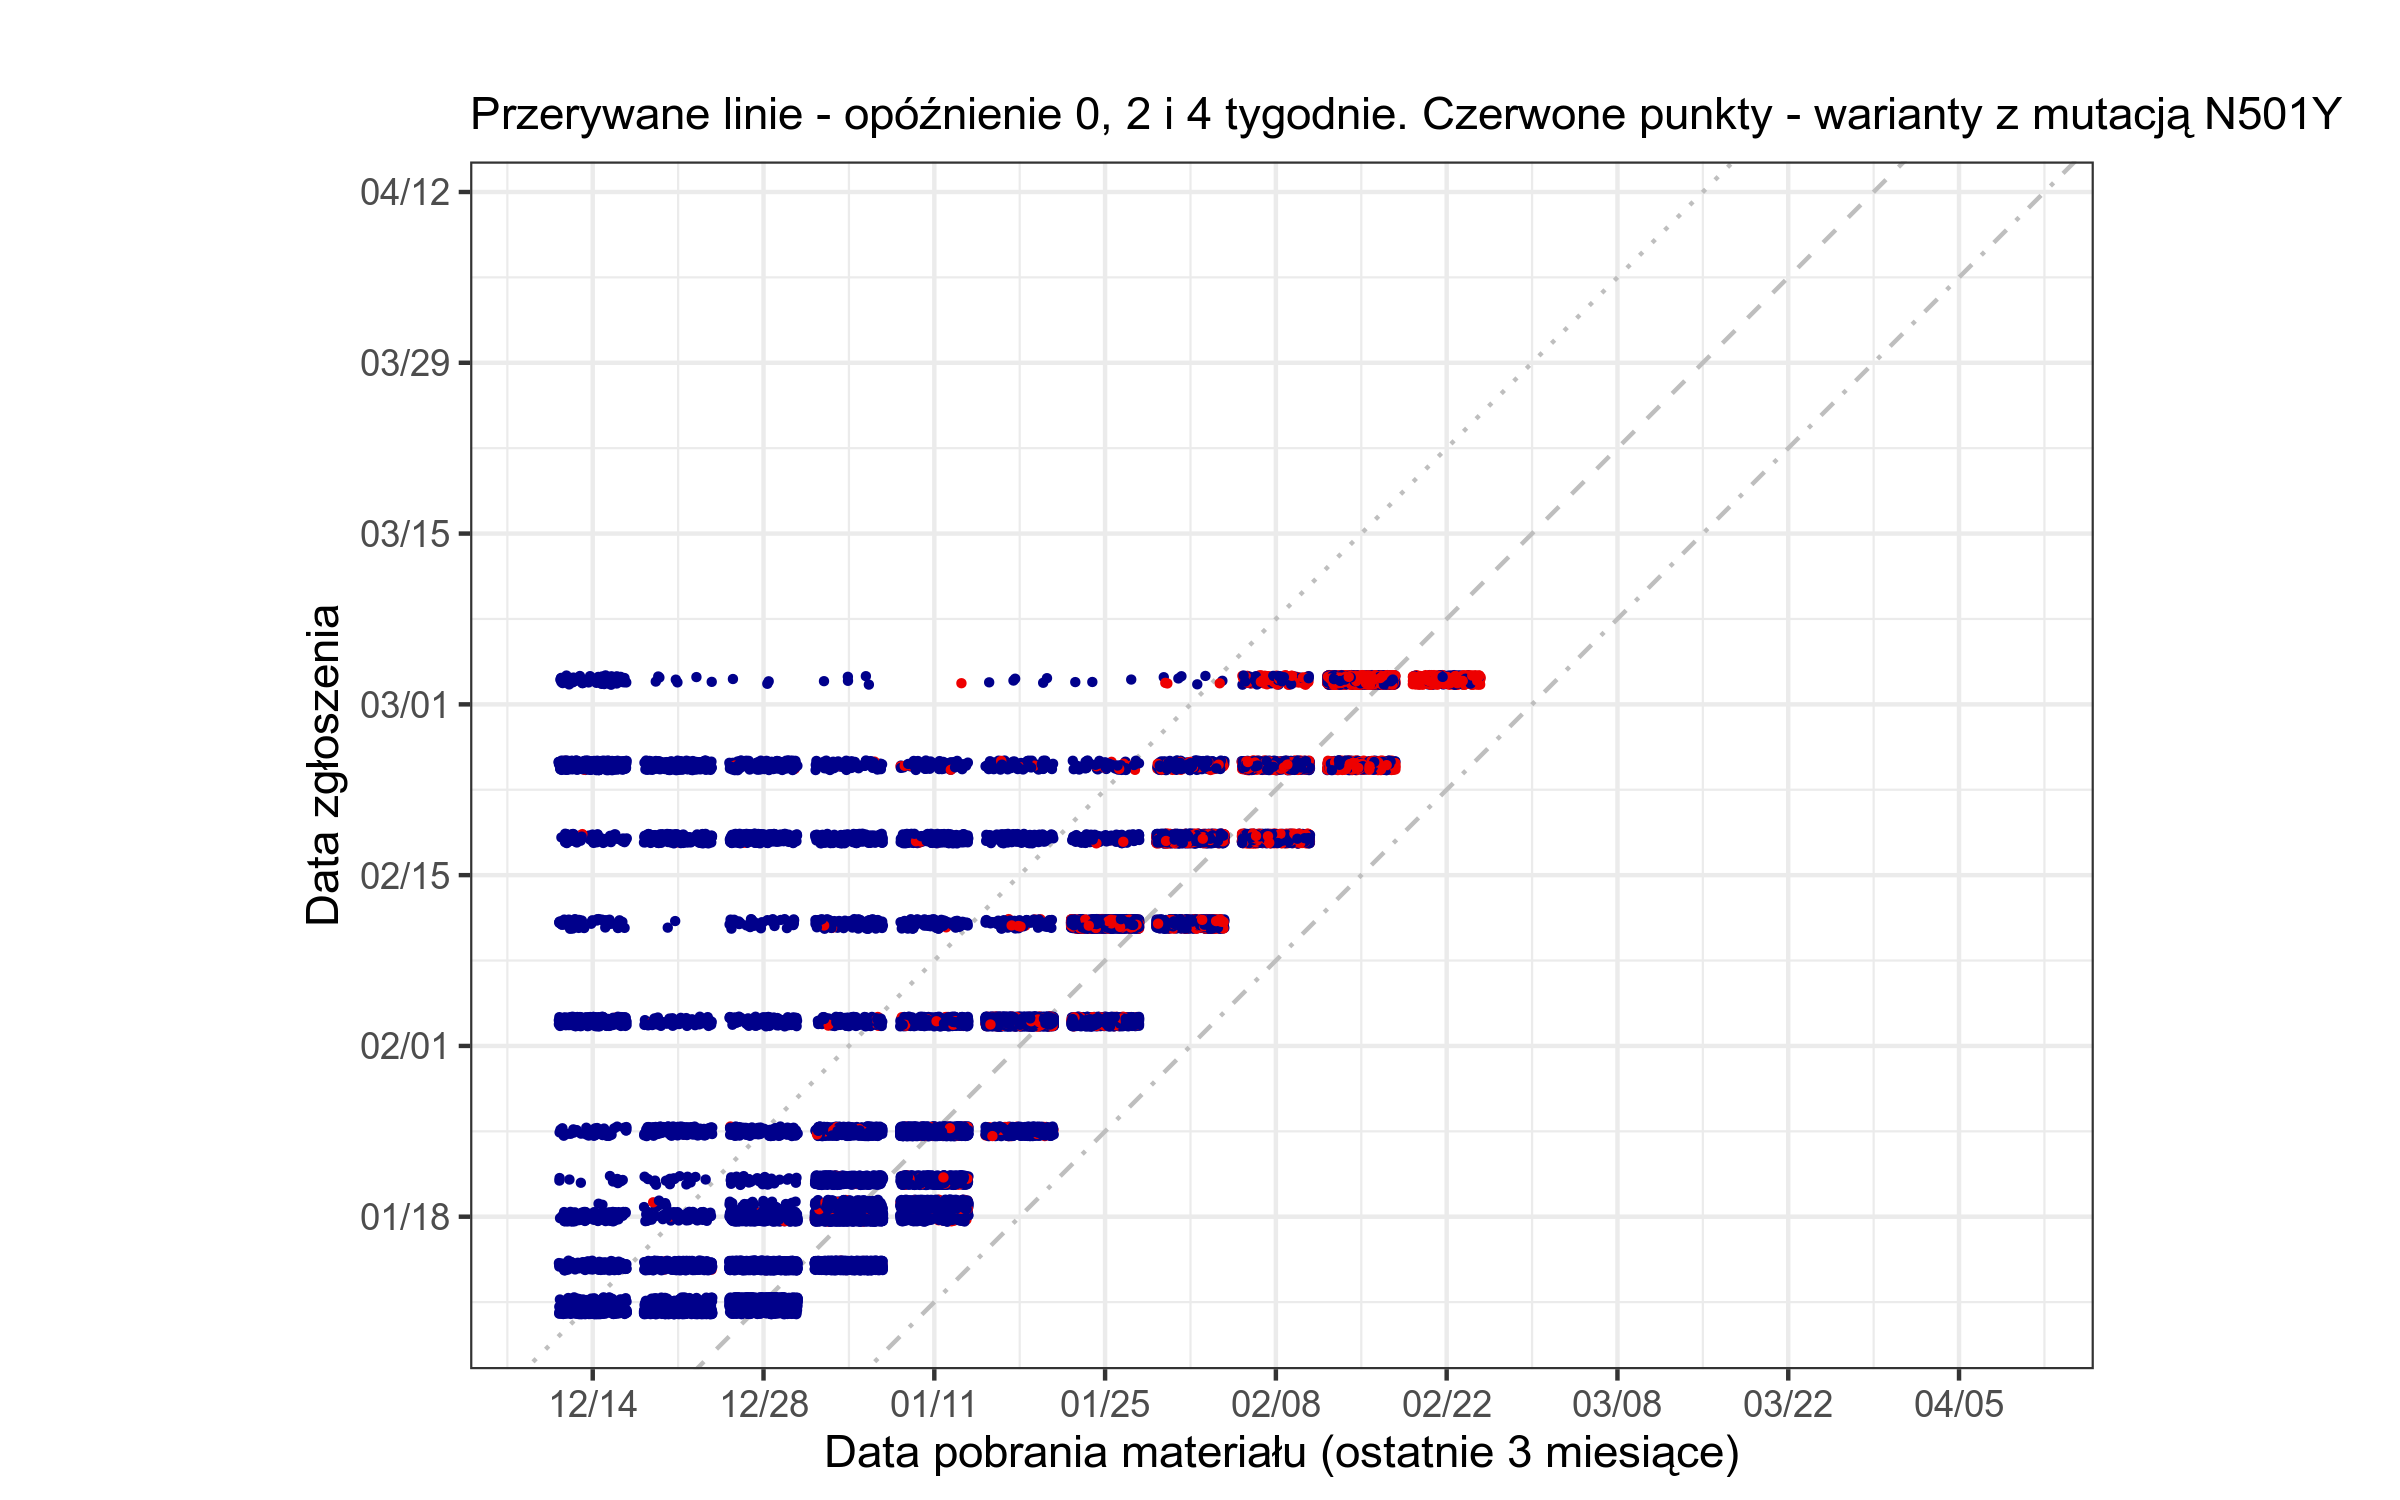 Przerywane linie - opóźnienie 0, 2 i 4 tygodnie. Czerwone punkty - warianty z mutacją N501Y
04/12
03/29
03/15
03/01
02/15
02/01
01/18
Data zgłoszenia
12/14 12/28 01/11 01/25 02/08 02/22 03/08 03/22 04/05
Data pobrania materiału (ostatnie 3 miesiące)